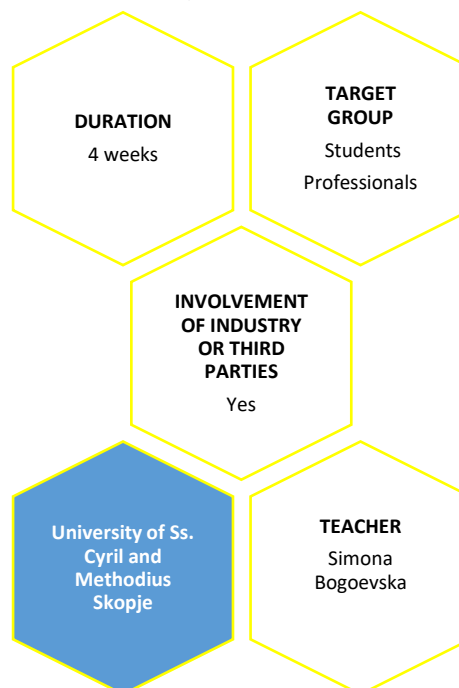 DURATION
4 weeks
TARGET
GROUP
Students
Professionals
INVOLVEMENT
OF INDUSTRY
OR THIRD
PARTIES
Yes
University of Ss.
Cyril and
Methodius
Skopje
TEACHER
Simona
Bogoevska